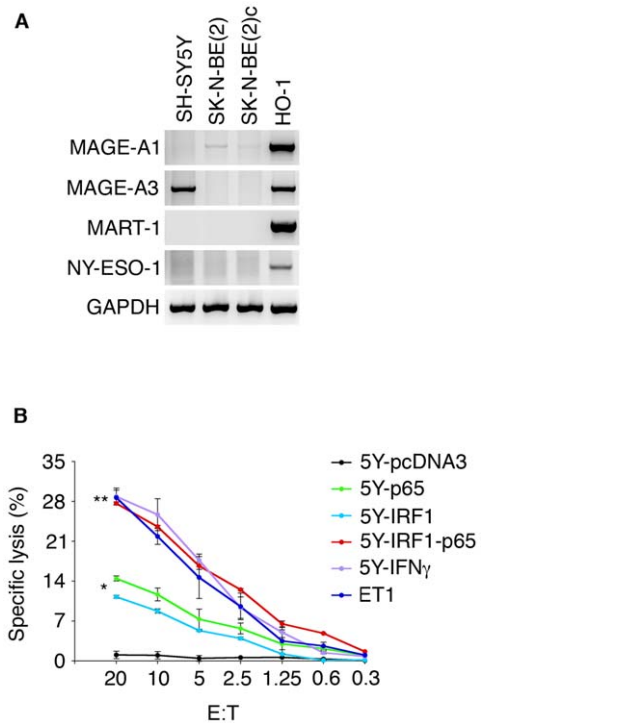 A
SH-SY5Y
SK-N-BE(2)
SK-N-BE(2)c
HO-1
MAGE-A1
MAGE-A3
MART-1
NY-ESO-1
GAPDH
B
Specific lysis (%)
35
28
21
14
7
0
**
*
20 10 5 2.5 1.25 0.6 0.3
E:T
5Y-pcDNA3
5Y-p65
5Y-IRF1
5Y-IRF1-p65
5Y-IFNγ
ET1